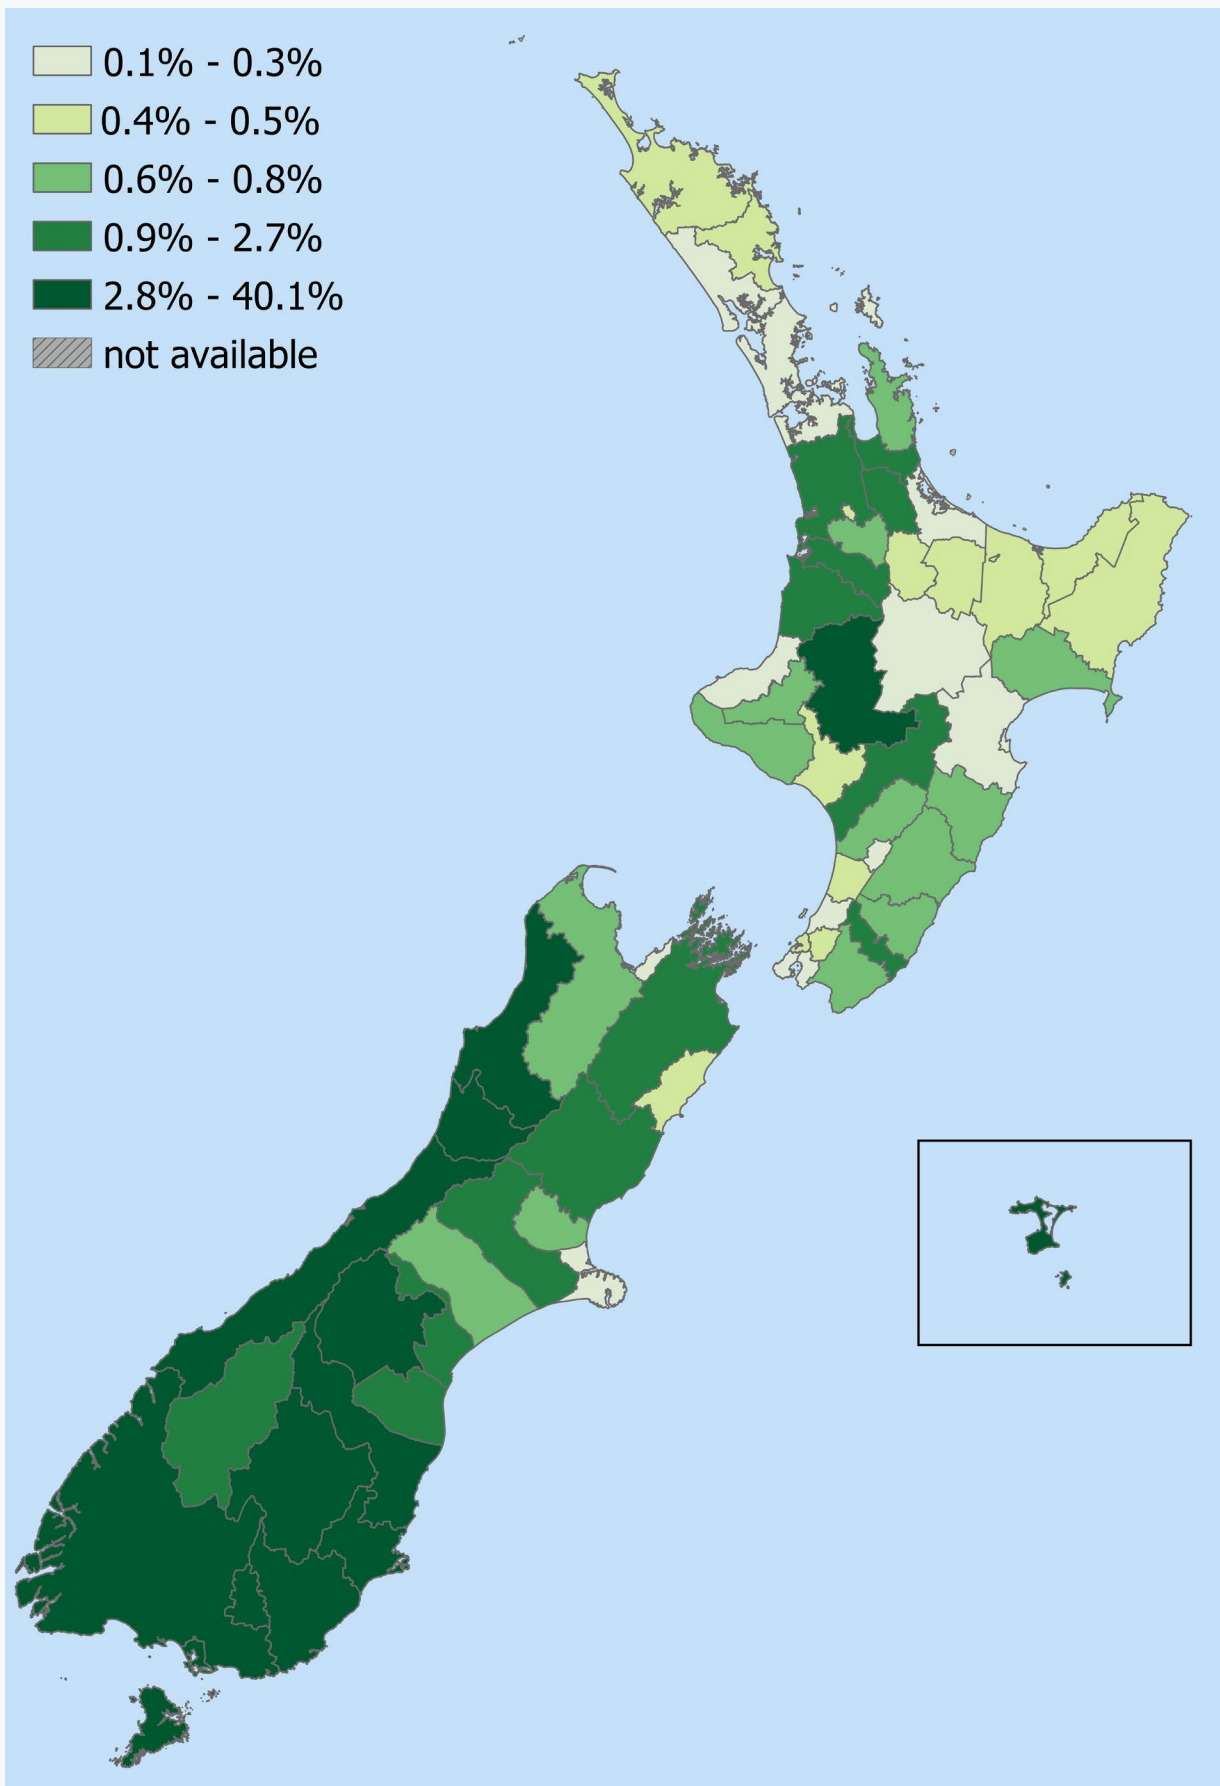 0.1% - 0.3%
0.4% - 0.5%
0.6% - 0.8%
0.9% - 2.7%
2.8% - 40.1%
not available